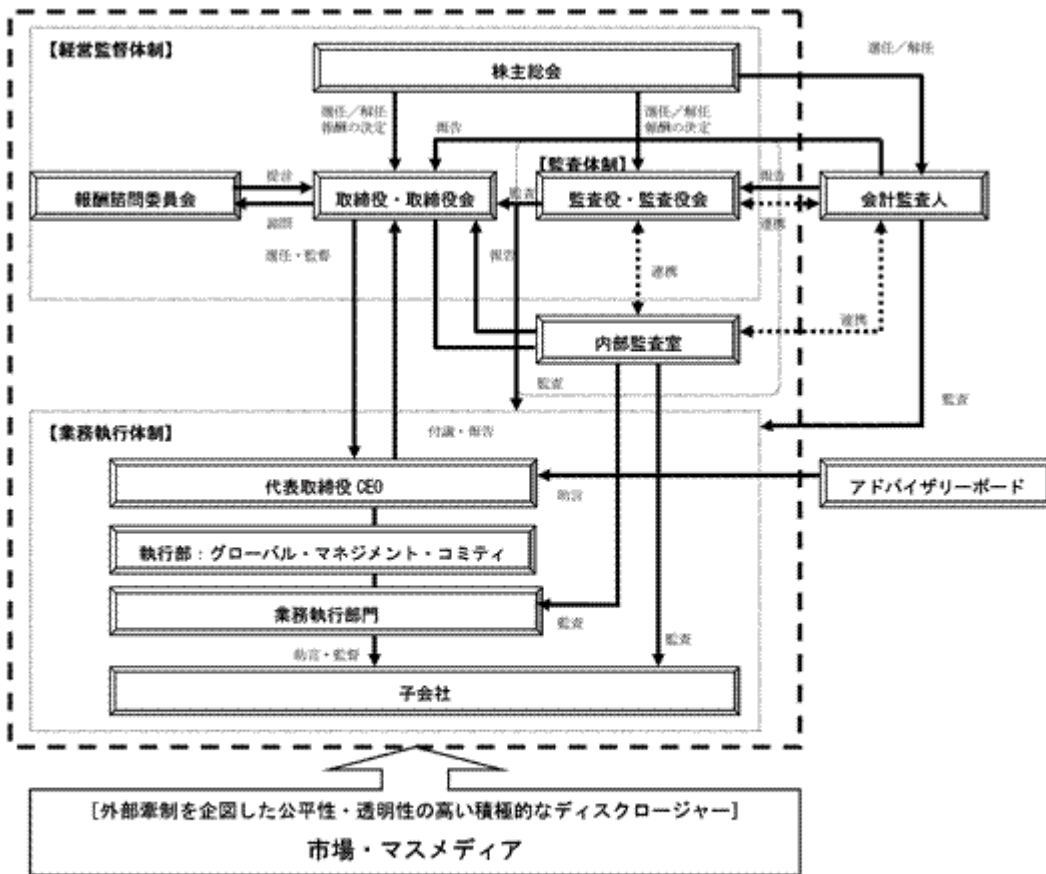 【経営監督体制】
株主総会
選任／解任
選任／解任
報酬の決定
報告
選任／解任
報酬の決定
【監査体制】
報酬諮問委員会
提言
諮問
取締役・取締役会
監査
監査役・監査役会
報告
連携
会計監査人
選任・監督
報告
連携
内部監査室
連携
監査
監査
【業務執行体制】
付議・報告
代表取締役 CEO
助言
アドバイザリーボード
執行部：グローバル・マネジメント・コミティ
業務執行部門
監査
助言・監督
監査
子会社
[外部牽制を企図した公平性・透明性の高い積極的なディスクロージャー]
市場・マスメディア